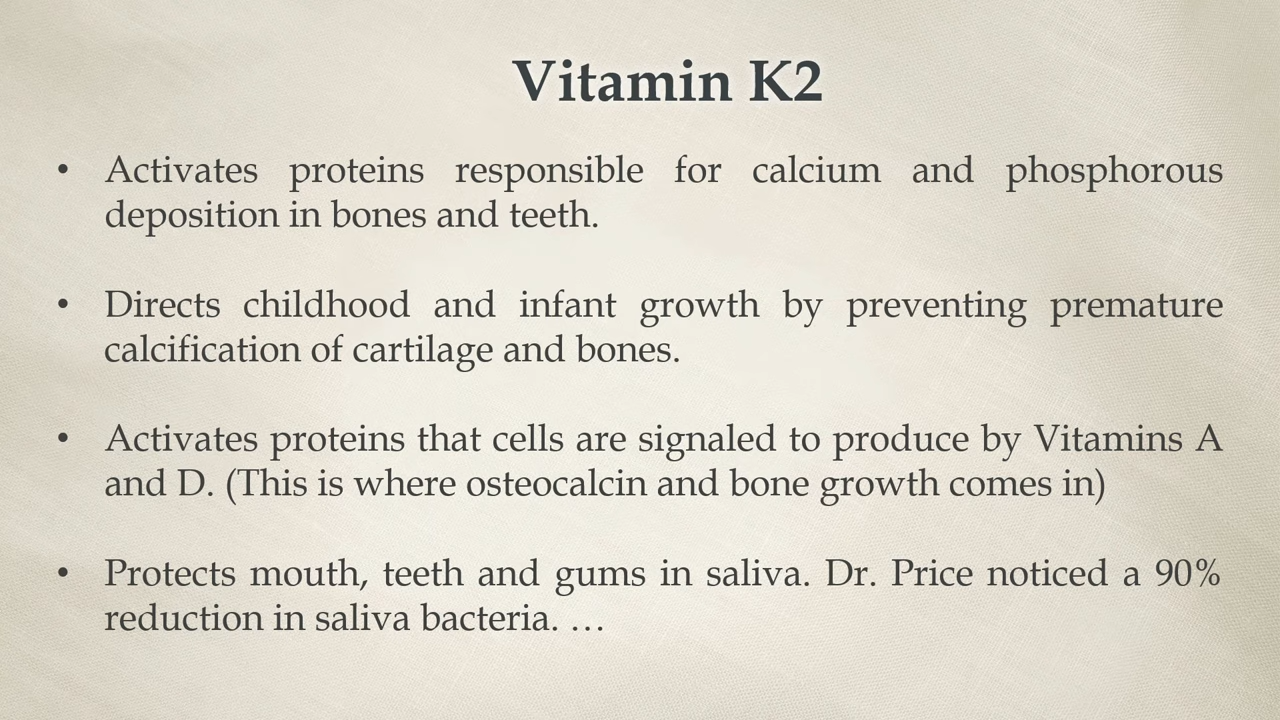 Vitamin K2
• Activates proteins responsible for calcium and phosphorous
deposition in bones and teeth.
• Directs childhood and infant growth by preventing premature
calcification of cartilage and bones.
• Activates proteins that cells are signaled to produce by Vitamins A
and D. (This is where osteocalcin and bone growth comes in)
• Protects mouth, teeth and gums in saliva. Dr. Price noticed a 90%
reduction in saliva bacteria. …